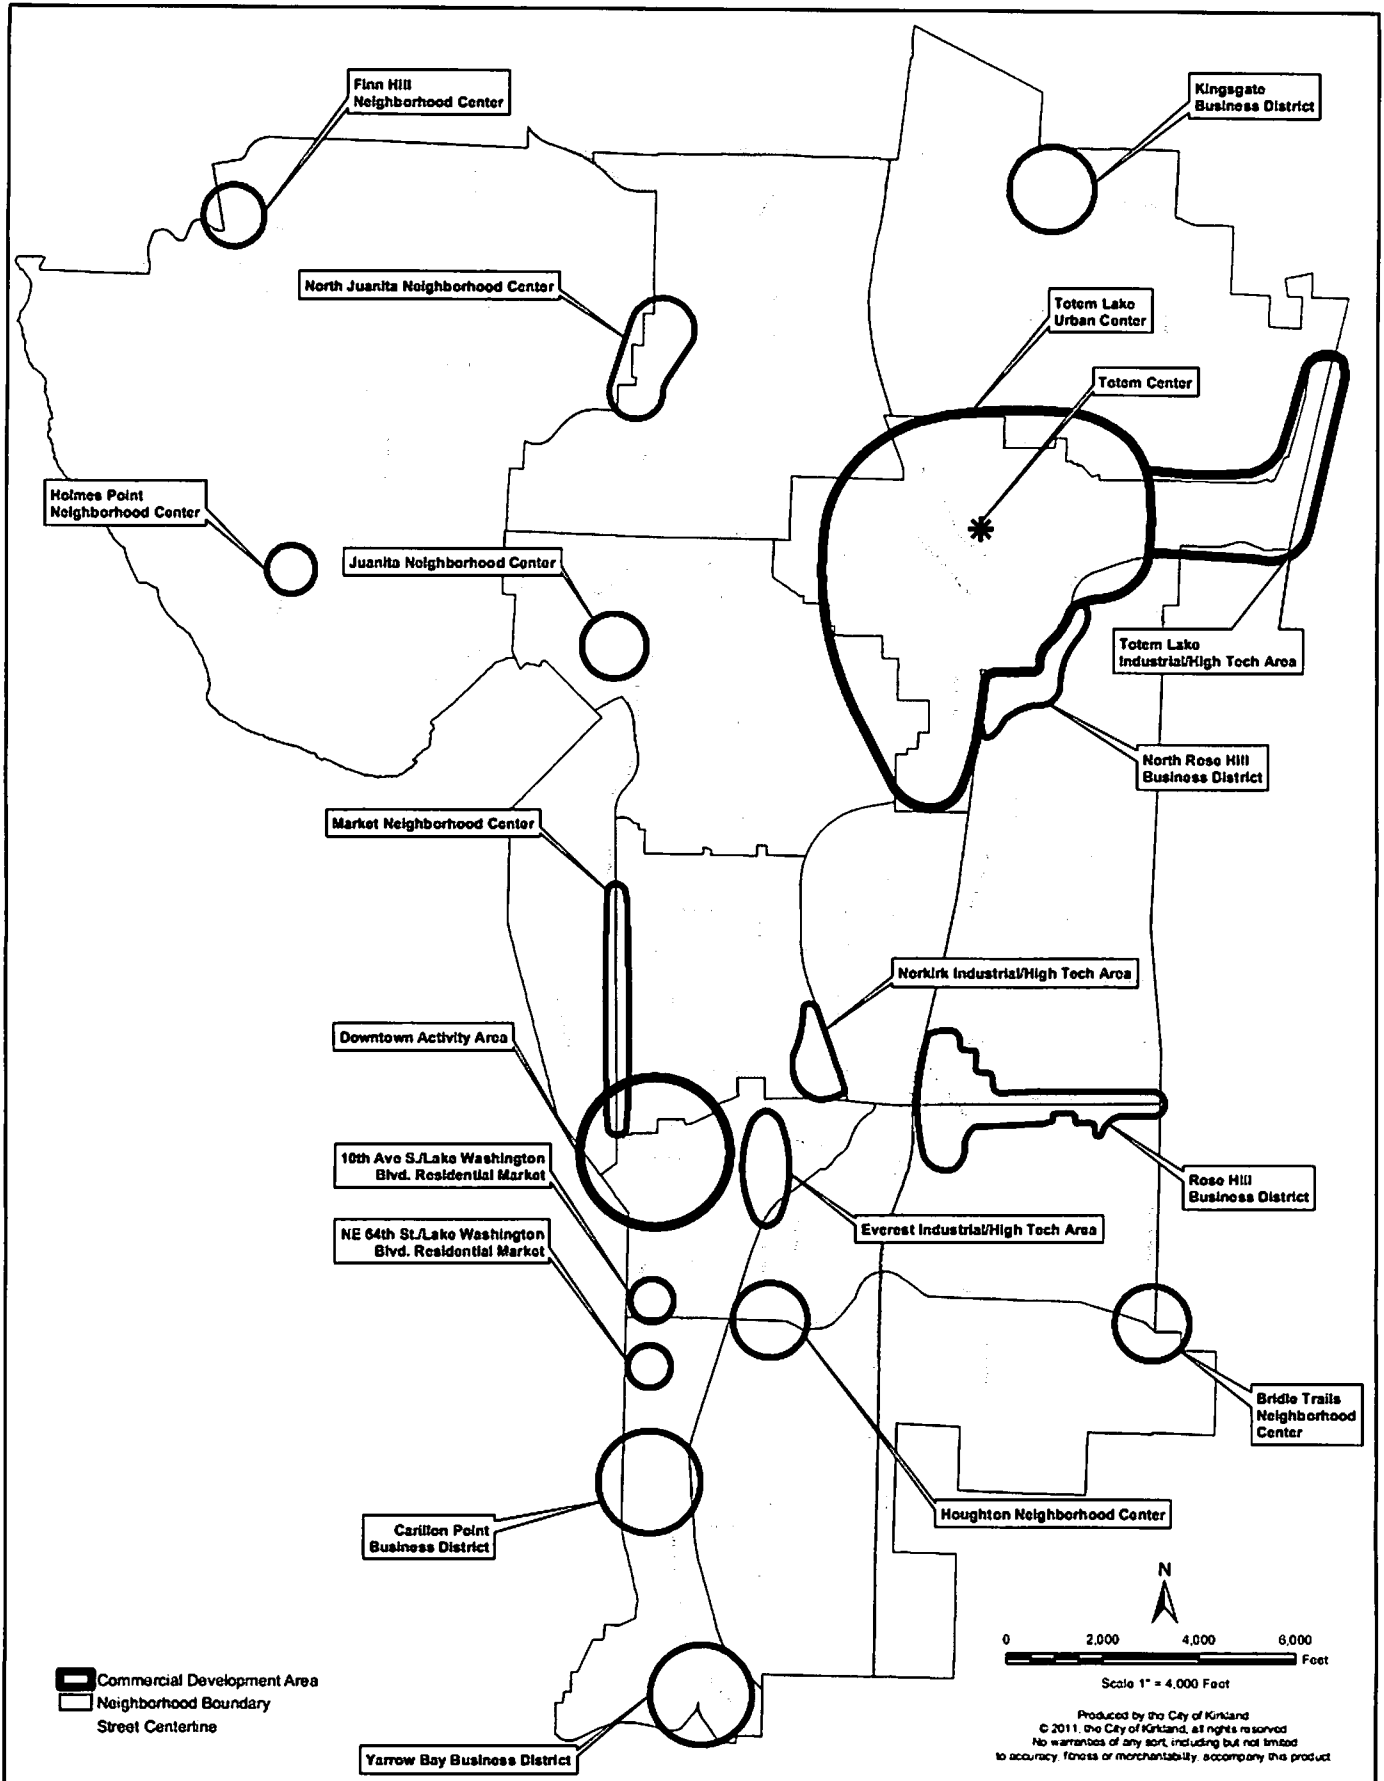 Finn Hill
Neighborhood Center
Kingsgate
Business District
North Juanita Neighborhood Center
Totem Lake
Urban Center
Totem Center
Holmes Point
Neighborhood Center
Juanita Neighborhood Center
Totem Lake
Industrial/High Tech Area
North Rose Hill
Business District
Market Neighborhood Center
Norkirk Industrial/High Tech Area
Downtown Activity Area
10th Ave S./Lake Washington
Blvd. Residential Market
Rose Hill
Business District
NE 64th St./Lake Washington
Blvd. Residential Market
Everest Industrial/High Tech Area
Bridle Trails
Neighborhood
Center
Houghton Neighborhood Center
Carillon Point
Business District
N
0 2,000 4,000 6,000
Feet
Scale 1" = 4,000 Feet
Commercial Development Area
Neighborhood Boundary
Street Centerline
Produced by the City of Kirkland
© 2011, the City of Kirkland, all rights reserved
No warranties of any sort, including but not limited
to accuracy, fitness or merchantability, accompany this product
Yarrow Bay Business District